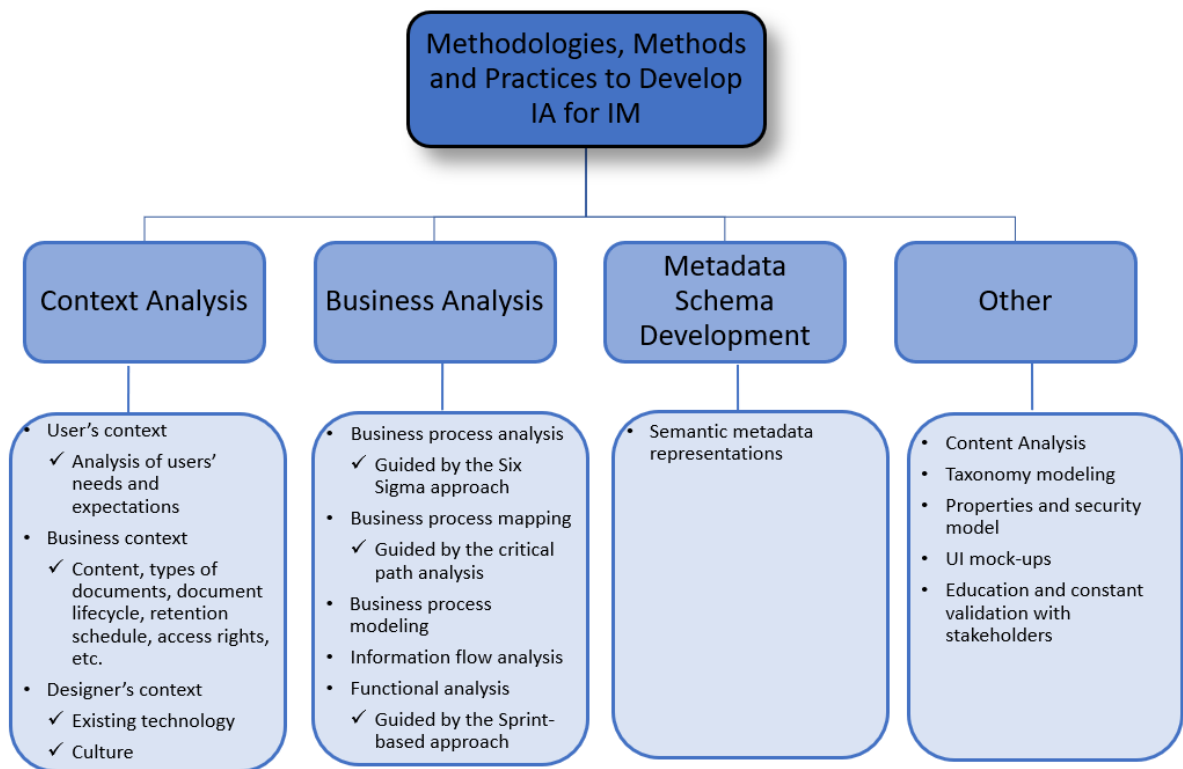 Methodologies, Methods
and Practices to Develop
IA for IM
Context Analysis
• User's context
✓ Analysis of users'
needs and
expectations
• Business context
✓ Content, types of
documents, document
lifecycle, retention
schedule, access rights,
etc.
• Designer's context
✓ Existing technology
✓ Culture
Business Analysis
• Business process analysis
✓ Guided by the Six
Sigma approach
• Business process mapping
✓ Guided by the critical
path analysis
• Business process
modeling
• Information flow analysis
• Functional analysis
✓ Guided by the Sprint-
based approach
Metadata
Schema
Development
• Semantic metadata
representations
Other
• Content Analysis
• Taxonomy modeling
• Properties and security
model
• UI mock-ups
• Education and constant
validation with
stakeholders